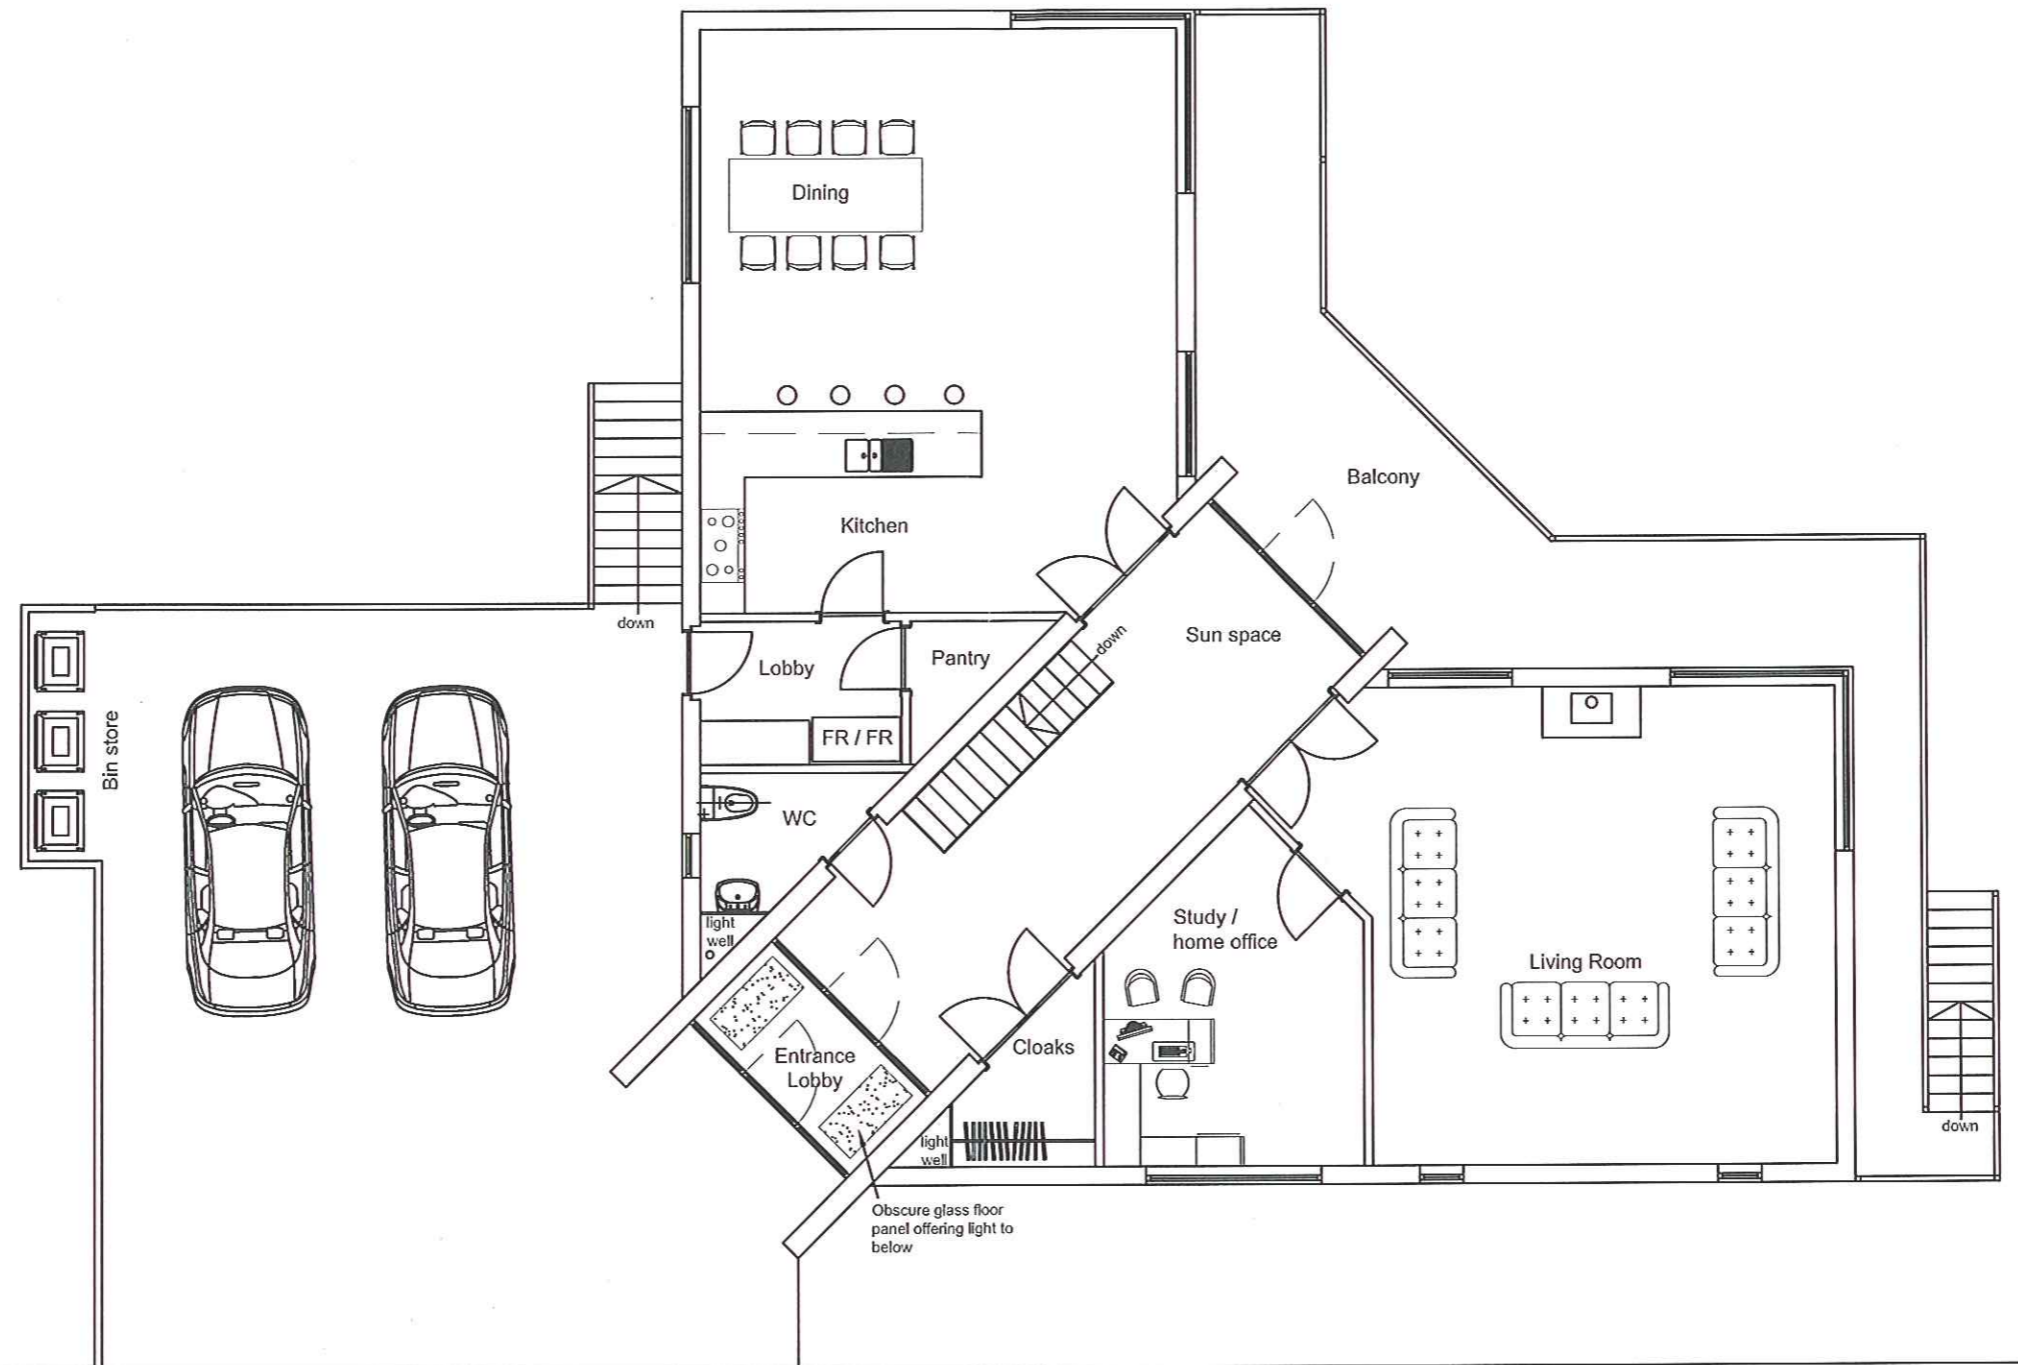 Dining
Balcony
Kitchen
down
down
Sun space
Lobby
Pantry
Bin store
FR / FR
WC
light
well
Study /
home office
Living Room
Entrance
Lobby
Cloaks
light
well
down
Obscure glass floor
panel offering light to
below